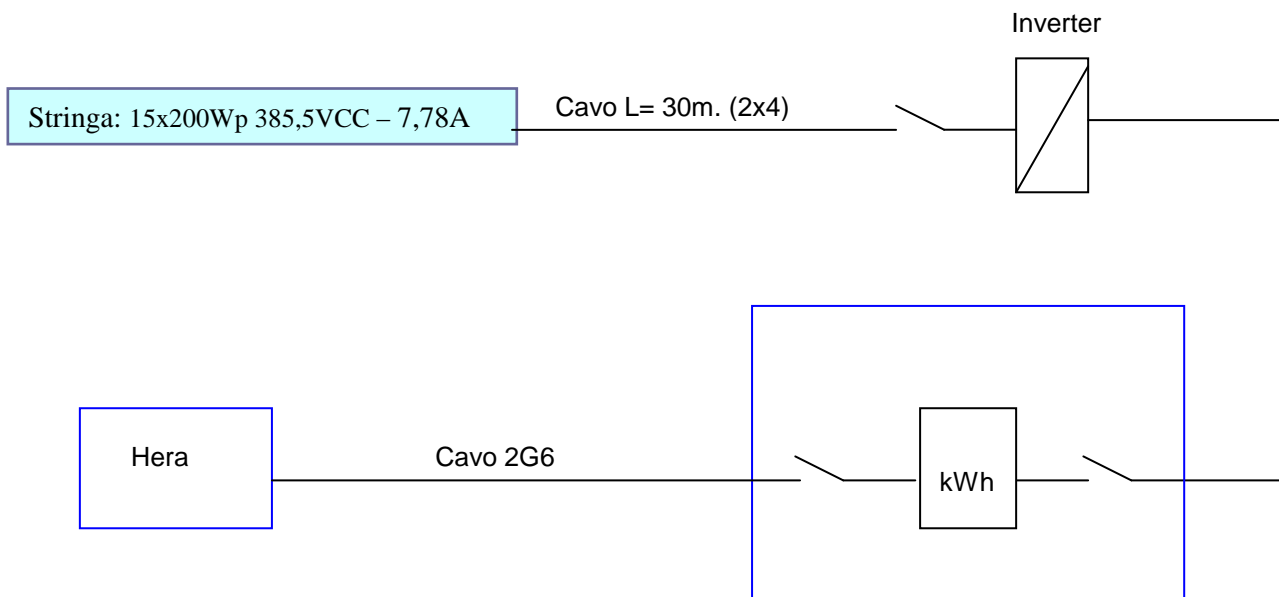 Inverter
Stringa: 15x200Wp 385,5VCC – 7,78A
Cavo L= 30m. (2x4)
Hera
Cavo 2G6
kWh